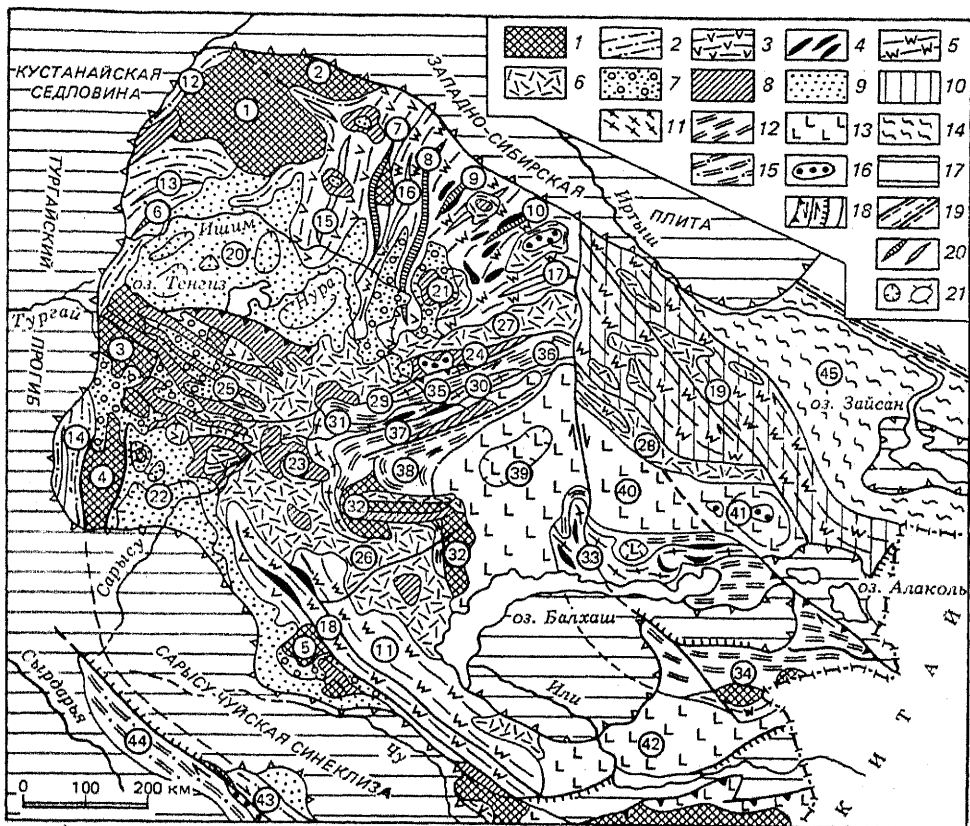 1 2 3 4 5
6 7 8 9 10
11 12 13 14
15 16 17
18 19
20
21
КУСТАНАЙСКАЯ
СЕДЛОВИНА
ЗАПАДНО-СИБИРСКАЯ
ПЛИТА
ТУРГАЙСКИЙ
ПРОГИБ
Иртыш
Ишим
оз. Тенгиз
Нура
Тургай
оз. Зайсан
Сарысу
оз. Балхаш
оз. Алаколь
Или
Сырдарья
САРЫСУ-ЧУЙСКАЯ СИНЕКЛИЗА
Чу
КИТАЙ
0 100 200 км
12 2 1 7 8 9 10
13 6 15 16 20 21 17
3 27 24 36 45
25 29 35 30 19
14 31 37 28
4 22 23 38 39 40 41
32 26 32 33
5 18 11 34
44 43 42